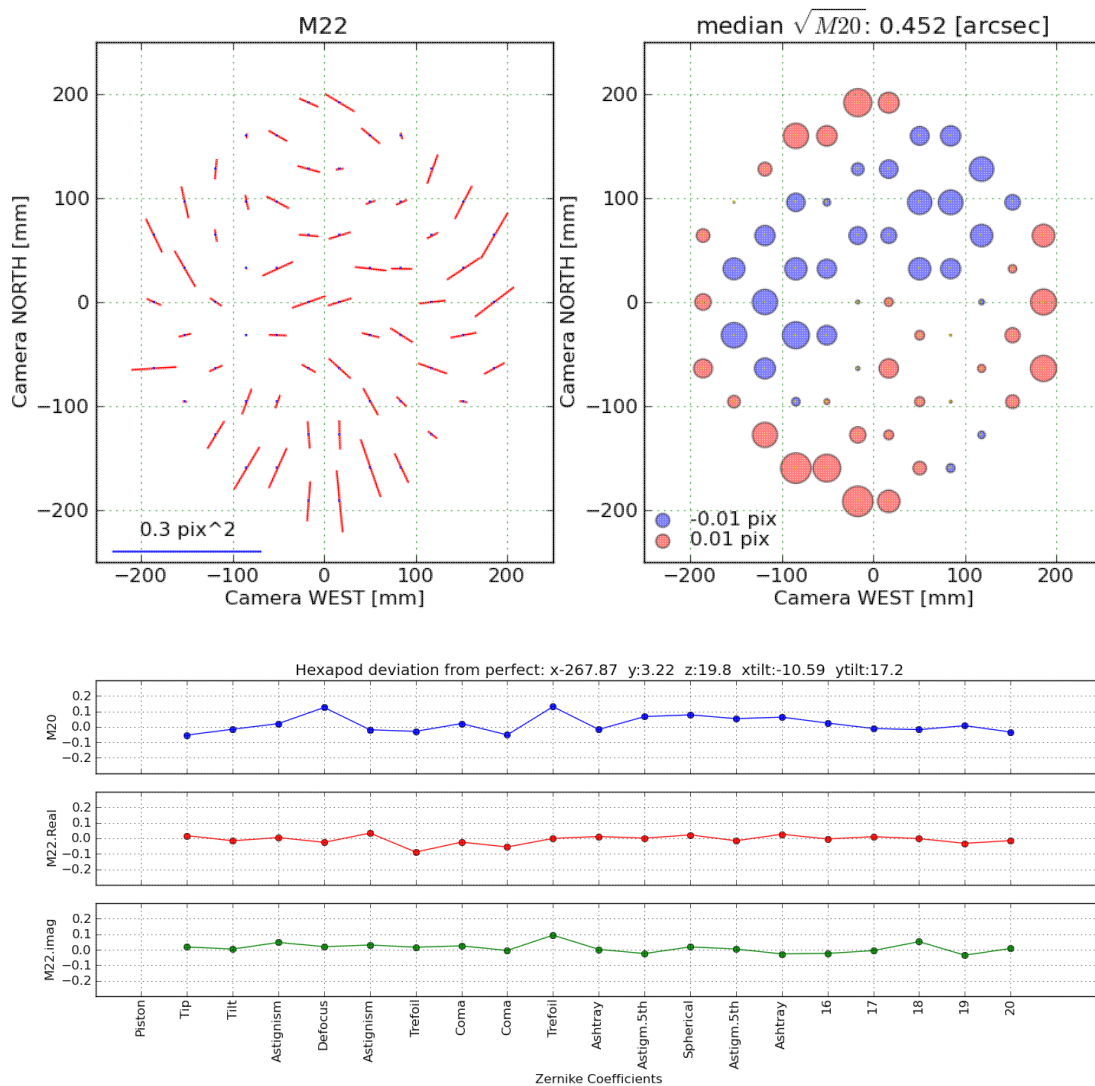 M22
200
100
0
−100
−200
−200
−100
0
100
200
Camera NORTH [mm]
Camera WEST [mm]
0.3 pix^2
median √M20: 0.452 [arcsec]
200
100
0
−100
−200
−200
−100
0
100
200
Camera NORTH [mm]
Camera WEST [mm]
-0.01 pix
0.01 pix
Hexapod deviation from perfect: x-267.87 y:3.22 z:19.8 xtilt:-10.59 ytilt:17.2
M20
0.2
0.1
0.0
−0.1
−0.2
M22.Real
0.2
0.1
0.0
−0.1
−0.2
M22.imag
0.2
0.1
0.0
−0.1
−0.2
Piston
Tip
Tilt
Astignism
Defocus
Astignism
Trefoil
Coma
Coma
Trefoil
Ashtray
Astigm.5th
Spherical
Astigm.5th
Ashtray
16
17
18
19
20
Zernike Coefficients